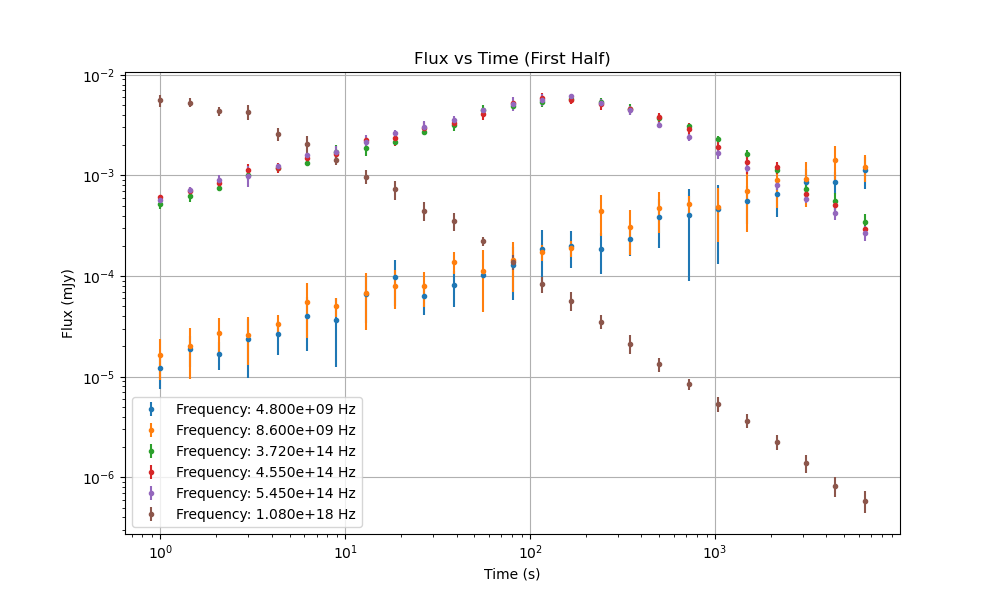 Flux vs Time (First Half)
Flux (mJy)
10⁻²
10⁻³
10⁻⁴
10⁻⁵
10⁻⁶
Frequency: 4.800e+09 Hz
Frequency: 8.600e+09 Hz
Frequency: 3.720e+14 Hz
Frequency: 4.550e+14 Hz
Frequency: 5.450e+14 Hz
Frequency: 1.080e+18 Hz
10⁰ 10¹ 10² 10³
Time (s)